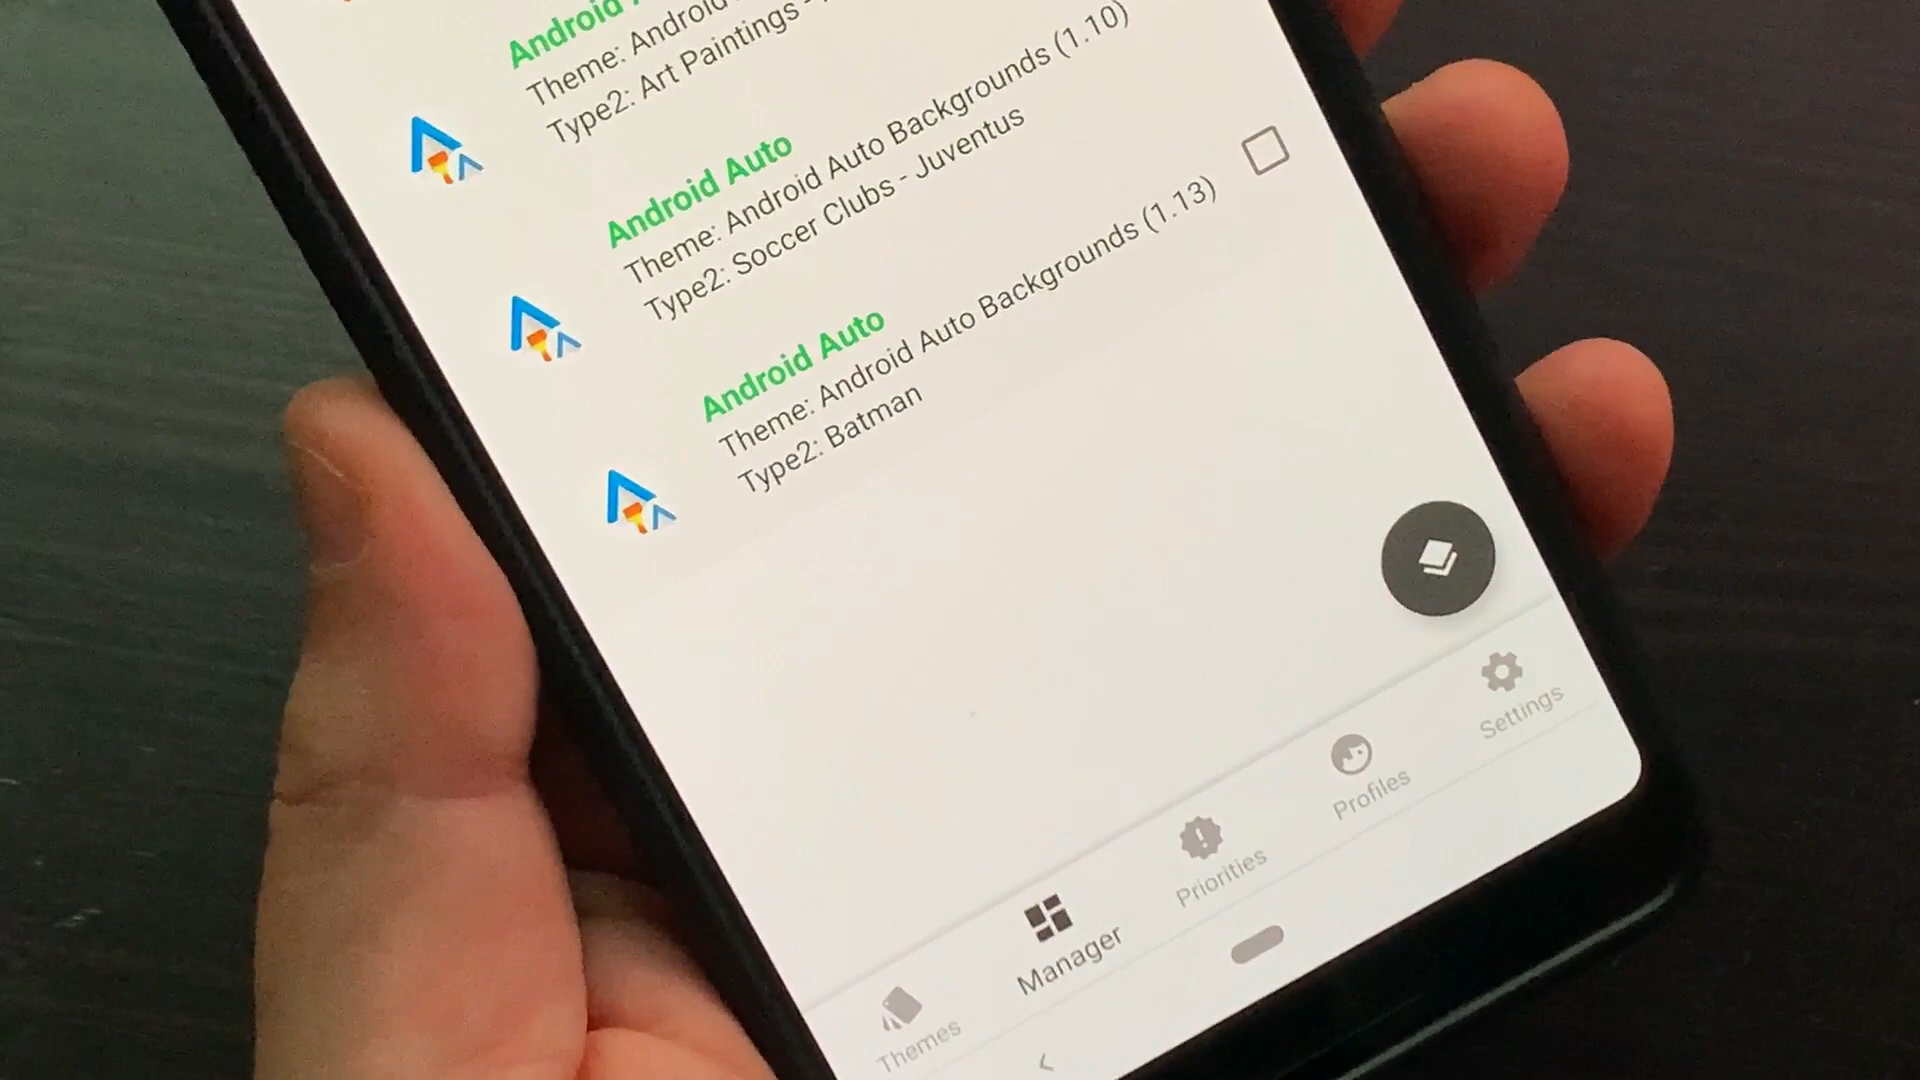 Android
Theme: Android
Type2: Art Paintings -
Android Auto
Theme: Android Auto Backgrounds (1.10)
Type2: Soccer Clubs - Juventus
Android Auto
Theme: Android Auto Backgrounds (1.13)
Type2: Batman
Themes
Manager
Priorities
Profiles
Settings